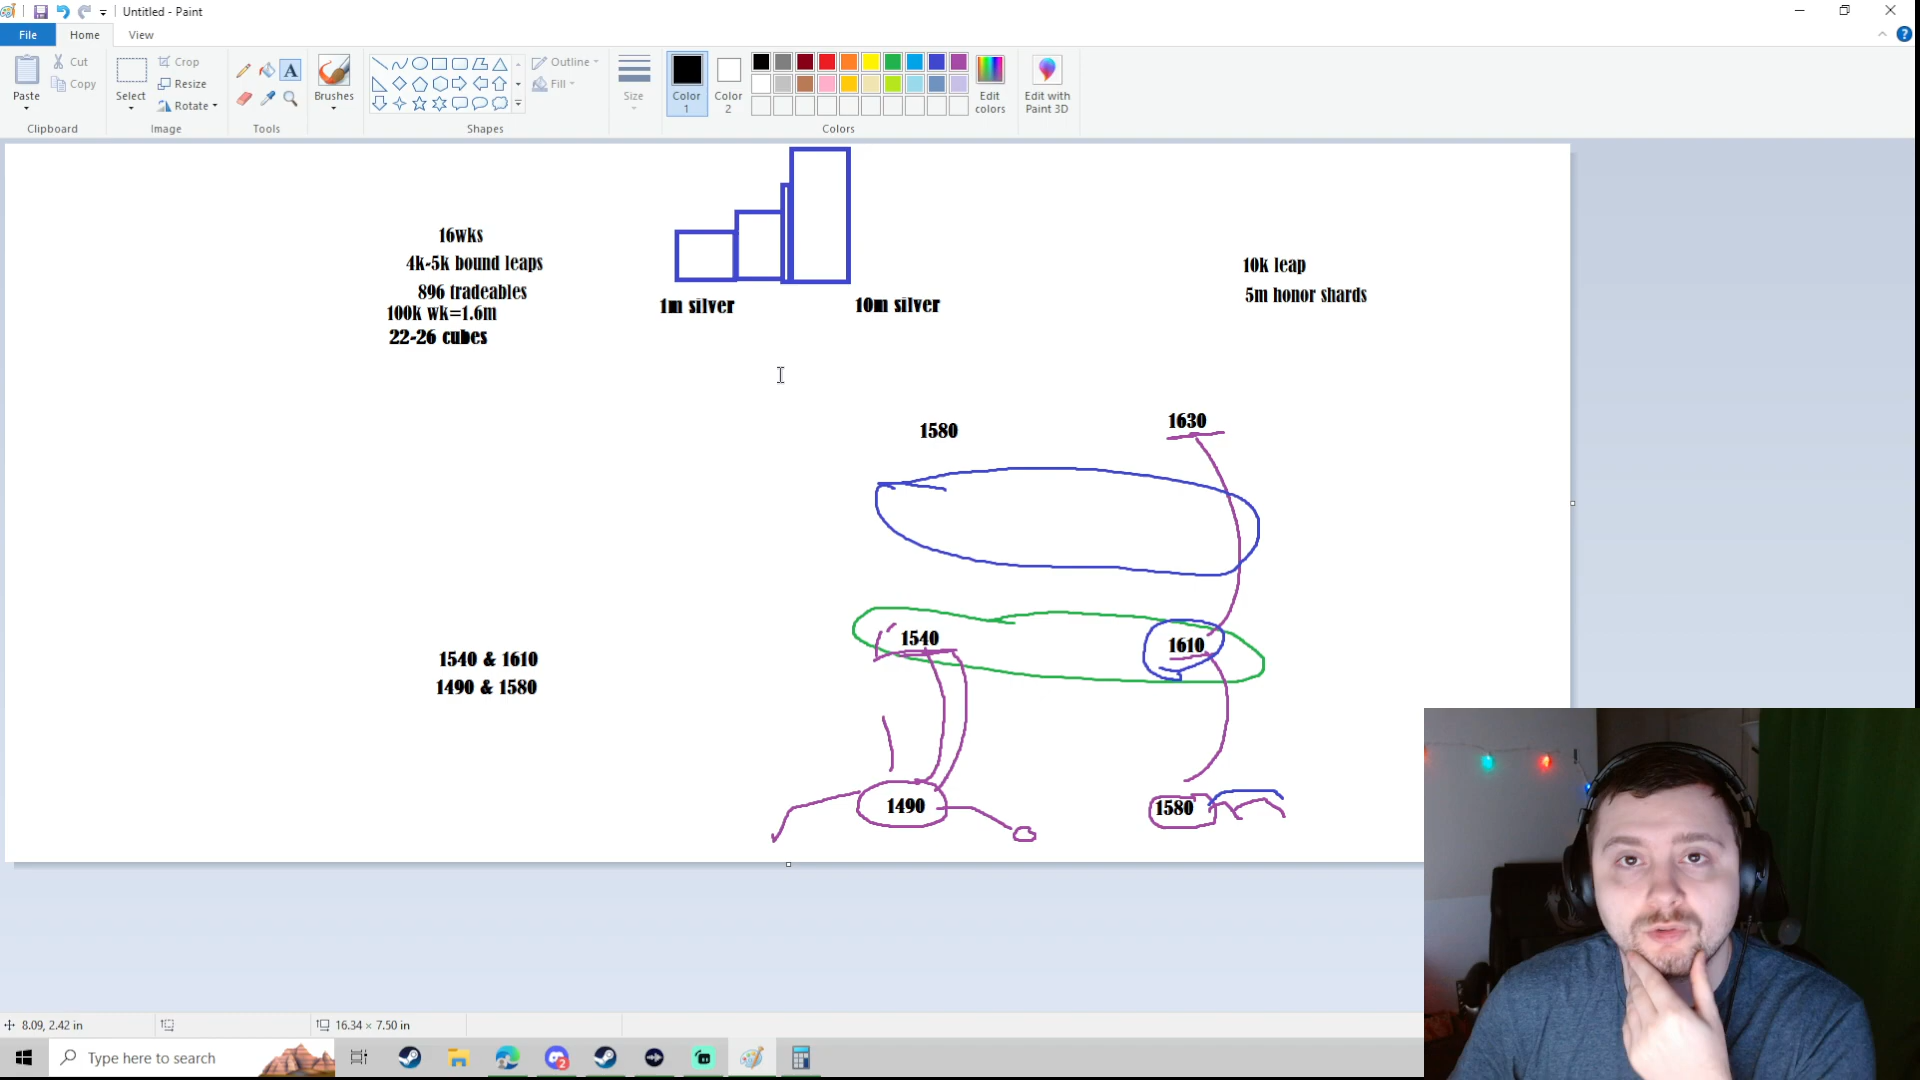 Untitled - Paint
File
Home
View
Paste
Cut
Copy
Clipboard
Select
Crop
Resize
Rotate
Image
A
Tools
Brushes
Outline
Fill
Shapes
Size
Color 1
Color 2
Edit colors
Colors
Edit with Paint 3D
?
16wks
4k-5k bound leaps
896 tradeables
100k wk=1.6m
22-26 cubes
1m silver
10m silver
10k leap
5m honor shards
1580
1630
1540
1610
1540 & 1610
1490 & 1580
1490
1580
8.09, 2.42 in
16.34 × 7.50 in
Type here to search
2